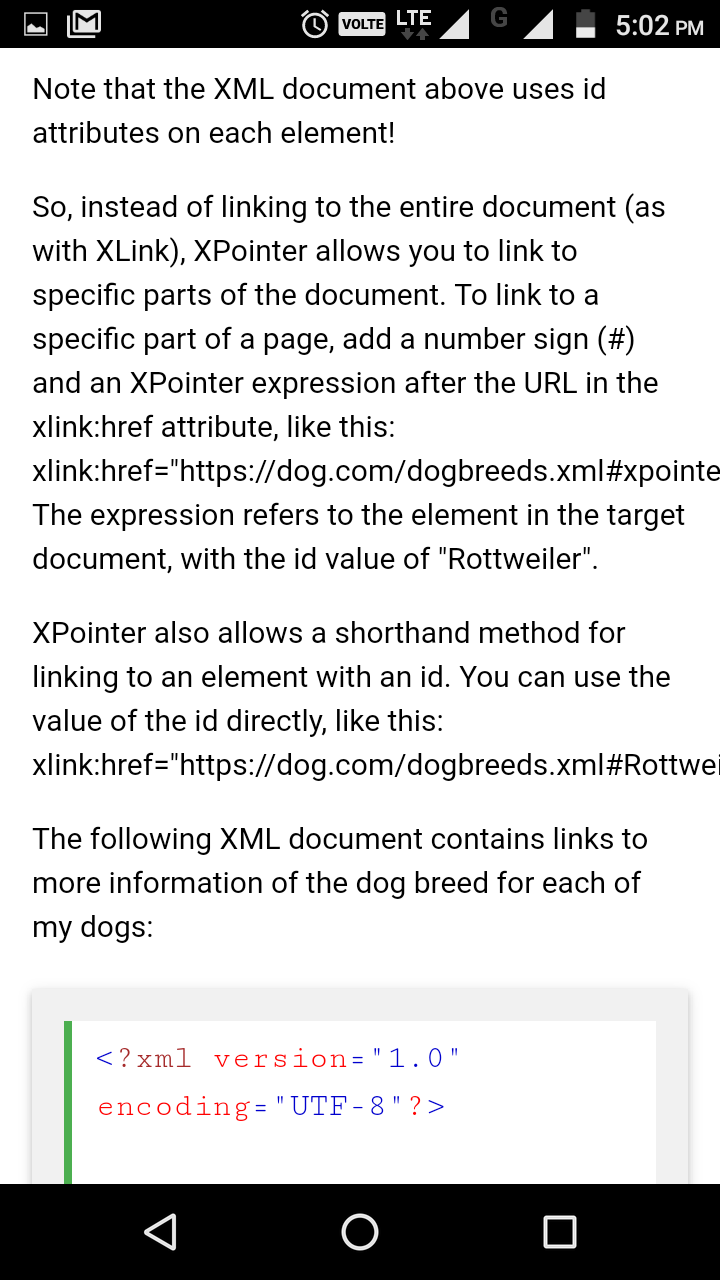 VOLTE LTE G 5:02 PM
Note that the XML document above uses id
attributes on each element!
So, instead of linking to the entire document (as
with XLink), XPointer allows you to link to
specific parts of the document. To link to a
specific part of a page, add a number sign (#)
and an XPointer expression after the URL in the
xlink:href attribute, like this:
xlink:href="https://dog.com/dogbreeds.xml#xpointe
The expression refers to the element in the target
document, with the id value of "Rottweiler".
XPointer also allows a shorthand method for
linking to an element with an id. You can use the
value of the id directly, like this:
xlink:href="https://dog.com/dogbreeds.xml#Rottwei
The following XML document contains links to
more information of the dog breed for each of
my dogs:
<?xml version="1.0"
encoding="UTF-8"?>